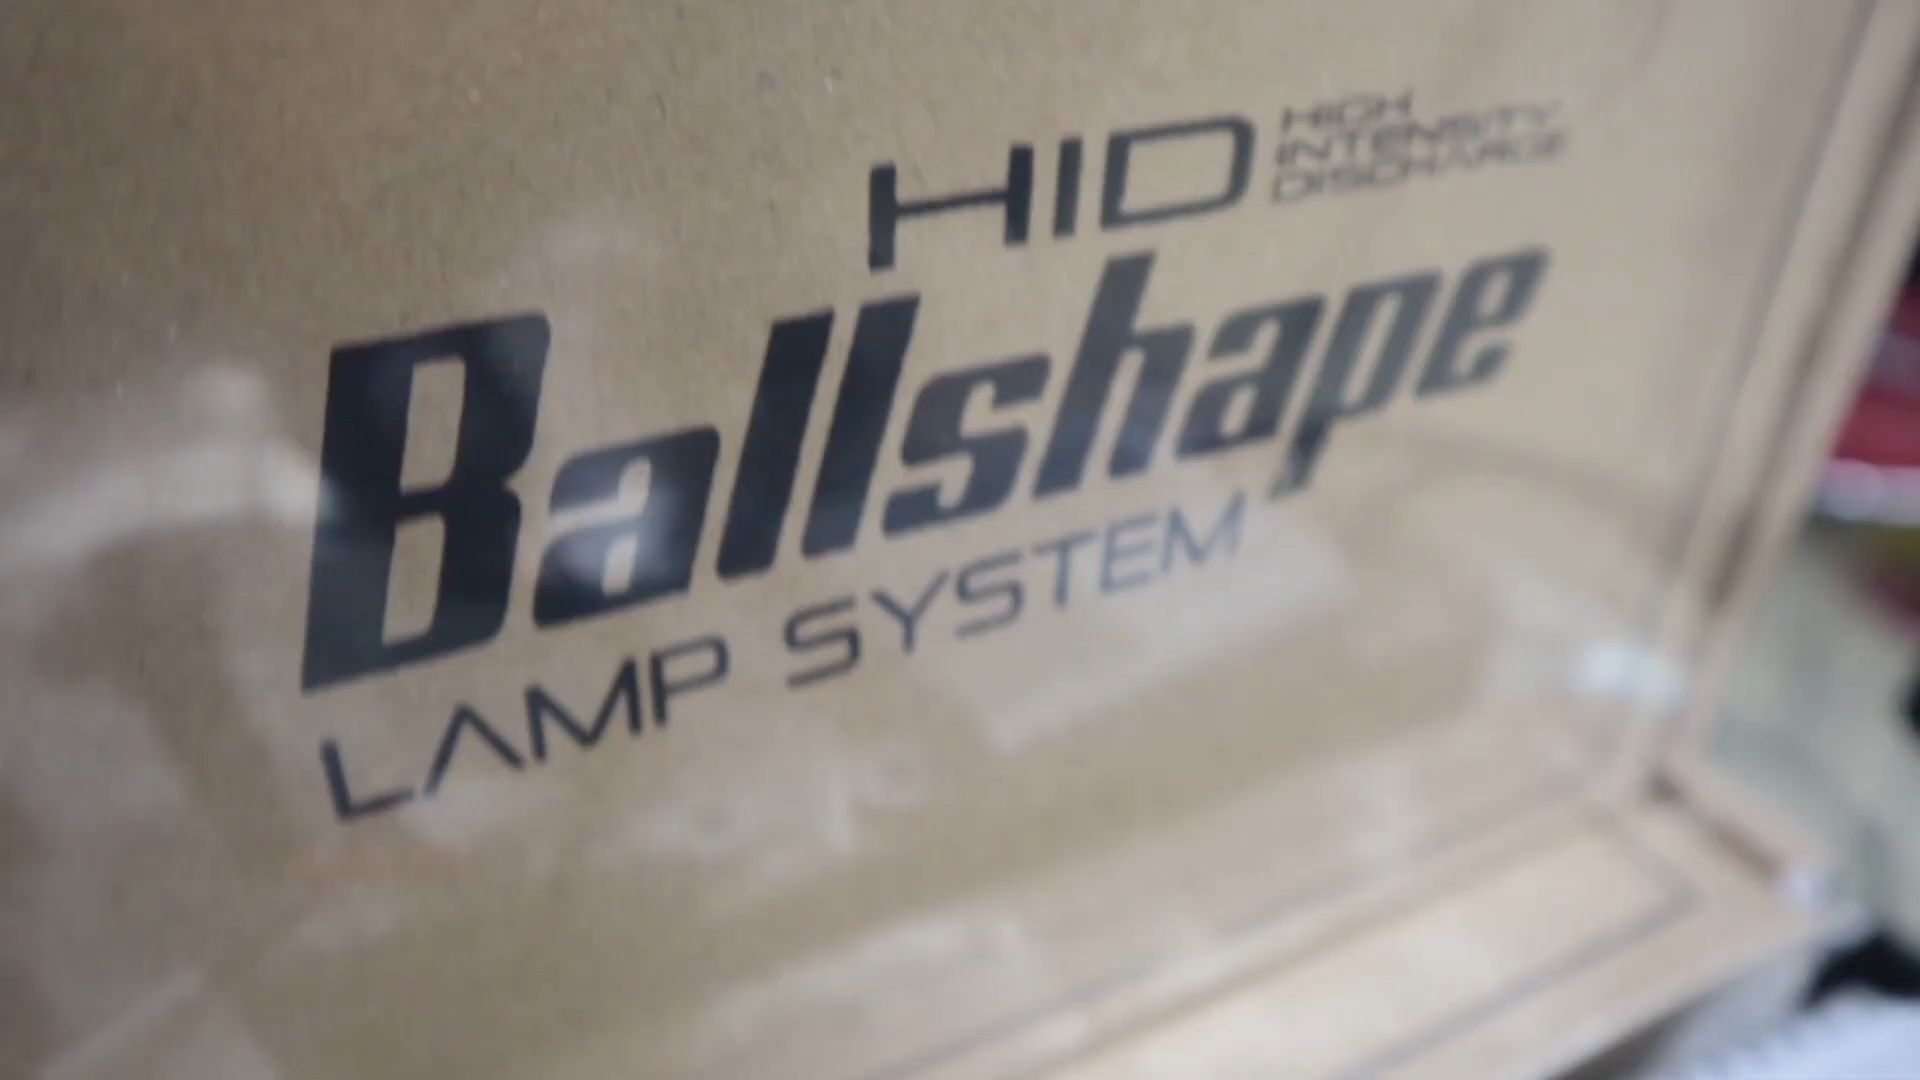 HID
HIGH
INTENSITY
DISCHARGE
Ballshape
LAMP SYSTEM